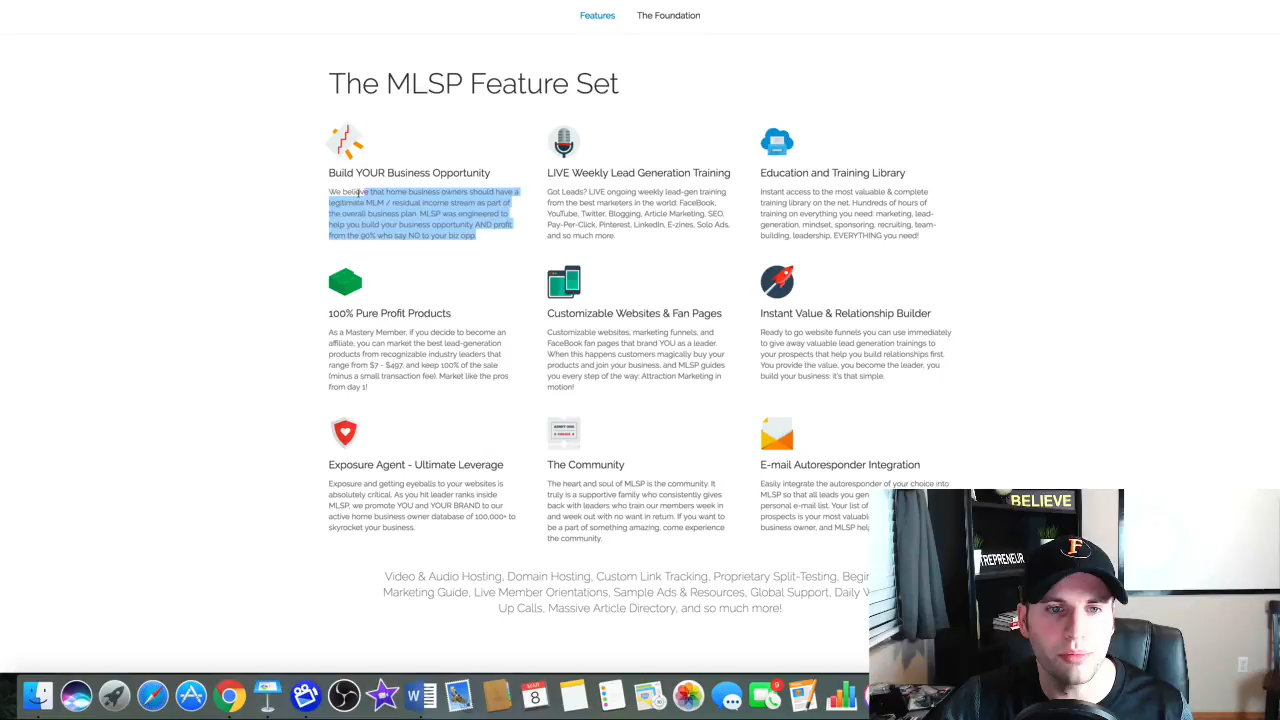 Features The Foundation
The MLSP Feature Set
Build YOUR Business Opportunity
We believe that home business owners should have a
legitimate MLM / residual income stream as part of
the overall business plan. MLSP was engineered to
help you build your business opportunity AND profit
from the 90% who say NO to your biz opp.
LIVE Weekly Lead Generation Training
Got Leads? LIVE ongoing weekly lead-gen training
from the best marketers in the world: FaceBook,
YouTube, Twitter, Blogging, Article Marketing, SEO,
Pay-Per-Click, Pinterest, LinkedIn, E-zines, Solo Ads,
and so much more.
Education and Training Library
Instant access to the most valuable & complete
training library on the net. Hundreds of hours of
training on everything you need: marketing, lead-
generation, mindset, sponsoring, recruiting, team-
building, leadership, EVERYTHING you need!
100% Pure Profit Products
As a Mastery Member, if you decide to become an
affiliate, you can market the best lead-generation
products from recognizable industry leaders that
range from $7 - $497, and keep 100% of the sale
(minus a small transaction fee). Market like the pros
from day 1!
Customizable Websites & Fan Pages
Customizable websites, marketing funnels, and
FaceBook fan pages that brand YOU as a leader.
When this happens customers magically buy your
products and join your business, and MLSP guides
you every step of the way: Attraction Marketing in
motion!
Instant Value & Relationship Builder
Ready to go website funnels you can use immediately
to give away valuable lead generation trainings to
your prospects that help you build relationships first.
You provide the value, you become the leader, you
build your business: it's that simple.
Exposure Agent - Ultimate Leverage
Exposure and getting eyeballs to your websites is
absolutely critical. As you hit leader ranks inside
MLSP, we promote YOU and YOUR BRAND to our
active home business owner database of 100,000+ to
skyrocket your business.
ADMIT ONE
The Community
The heart and soul of MLSP is the community. It
truly is a supportive family who consistently gives
back with leaders who train our members week in
and week out with no want in return. If you want to
be a part of something amazing, come experience
the community.
E-mail Autoresponder Integration
Easily integrate the autoresponder of your choice into
MLSP so that all leads you gen
personal e-mail list. Your list of
prospects is your most valuabl
business owner, and MLSP hel
Video & Audio Hosting, Domain Hosting, Custom Link Tracking, Proprietary Split-Testing, Begin
Marketing Guide, Live Member Orientations, Sample Ads & Resources, Global Support, Daily W
Up Calls, Massive Article Directory, and so much more!
BELIEVE
TREPRENEUR
F
MAR
8
9